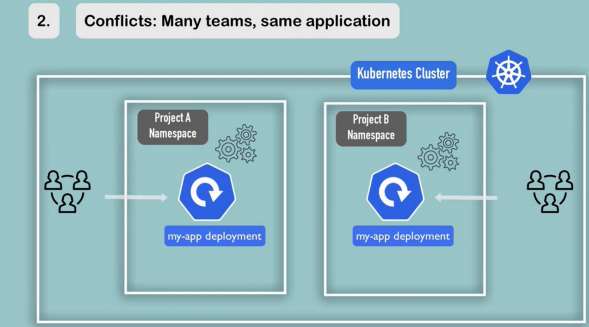 2.
Conflicts: Many teams, same application
Kubernetes Cluster
Project A
Namespace
my-app deployment
Project B
Namespace
my-app deployment